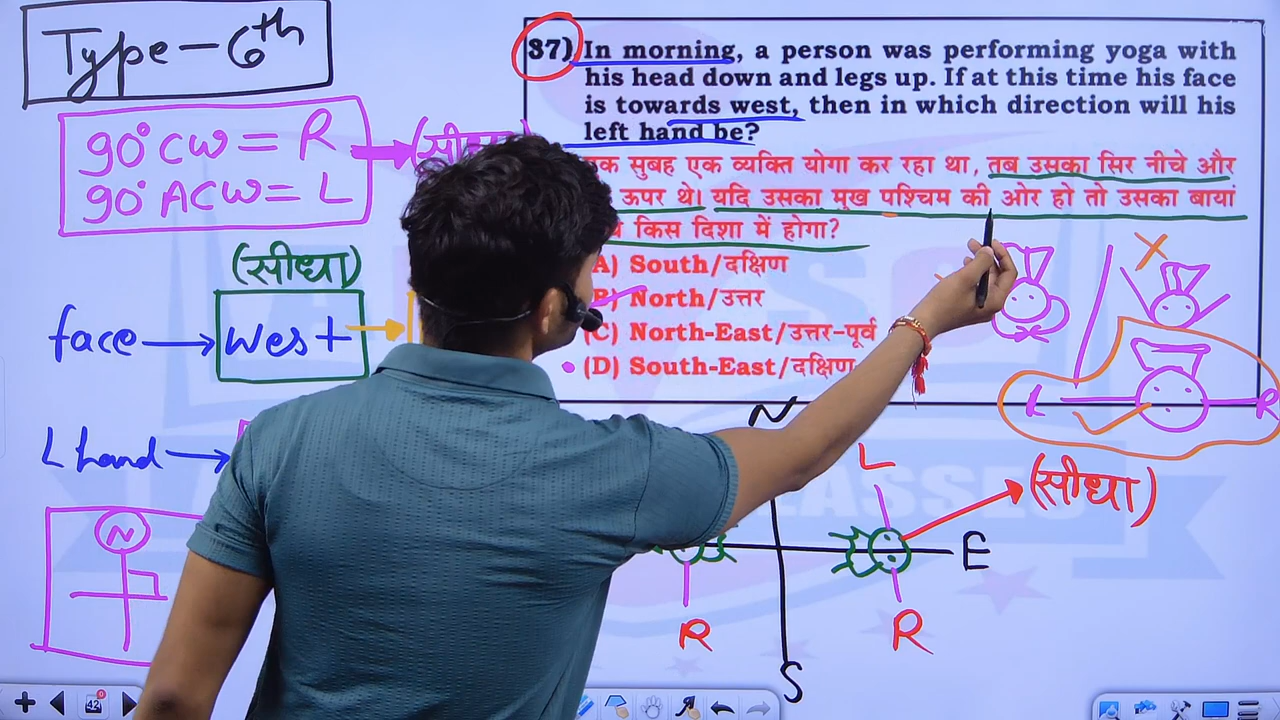 Type-6th
90° CW = R
90° ACW = L
(सीधा)
face → West →
L hand →
N
37) In morning, a person was performing yoga with
his head down and legs up. If at this time his face
is towards west, then in which direction will his
left hand be?
एक सुबह एक व्यक्ति योगा कर रहा था, तब उसका सिर नीचे और
ऊपर थे। यदि उसका मुख पश्चिम की ओर हो तो उसका बायां
किस दिशा में होगा?
A) South/दक्षिण
B) North/उत्तर
(C) North-East/उत्तर-पूर्व
(D) South-East/दक्षिण
L R
N
L
(सीधा)
E
R R
S
42